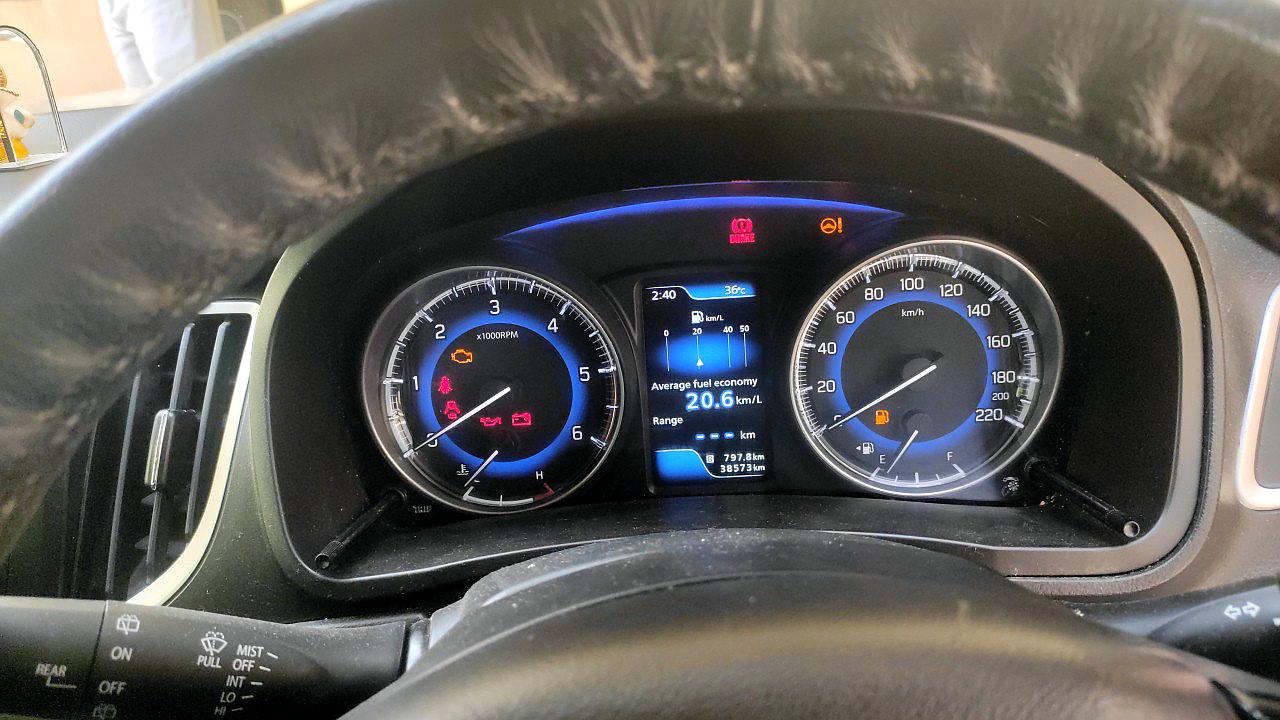 BRAKE
2:40 36°C
km/L
0 20 40 50
Average fuel economy
20.6 km/L
Range
--- km
B 797.8km
38573km
0 1 2 3 4 5 6
x1000RPM
H
TRIP
0 20 40 60 80 100 120 140 160 180 200 220
km/h
E F
REAR
ON
OFF
PULL
MIST
OFF
INT
LO
HI